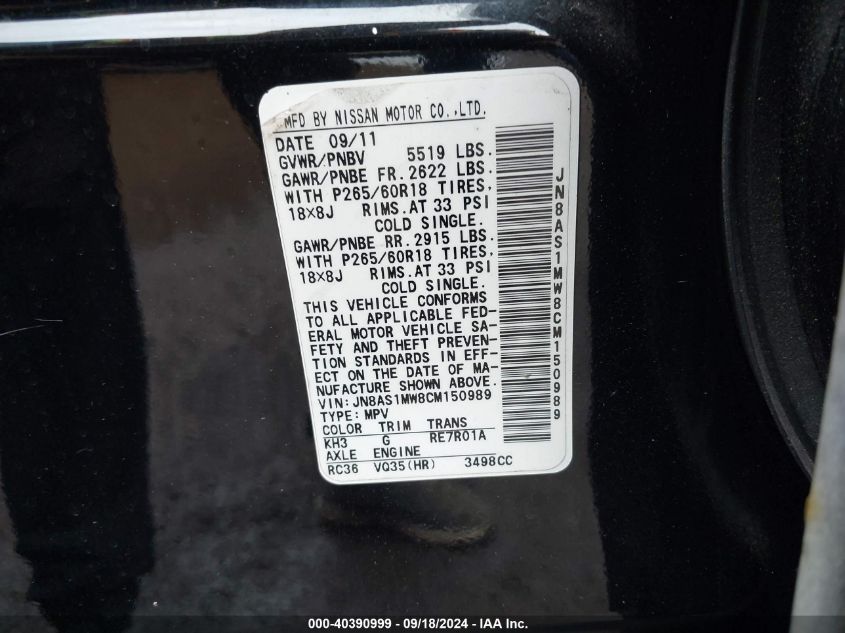 MFD BY NISSAN MOTOR CO.,LTD.
DATE 09/11
GVWR/PNBV 5519 LBS.
GAWR/PNBE FR. 2622 LBS.
WITH P265/60R18 TIRES,
18×8J RIMS. AT 33 PSI
COLD SINGLE.
GAWR/PNBE RR. 2915 LBS.
WITH P265/60R18 TIRES,
18×8J RIMS. AT 33 PSI
COLD SINGLE.
THIS VEHICLE CONFORMS
TO ALL APPLICABLE FED-
ERAL MOTOR VEHICLE SA-
FETY AND THEFT PREVEN-
TION STANDARDS IN EFF-
ECT ON THE DATE OF MA-
NUFACTURE SHOWN ABOVE.
VIN: JN8AS1MW8CM150989
TYPE: MPV
COLOR TRIM TRANS
KH3 G RE7R01A
AXLE ENGINE
RC36 VQ35(HR) 3498CC
JN8AS1MW8CM150989
000-40390999 - 09/18/2024 - IAA Inc.